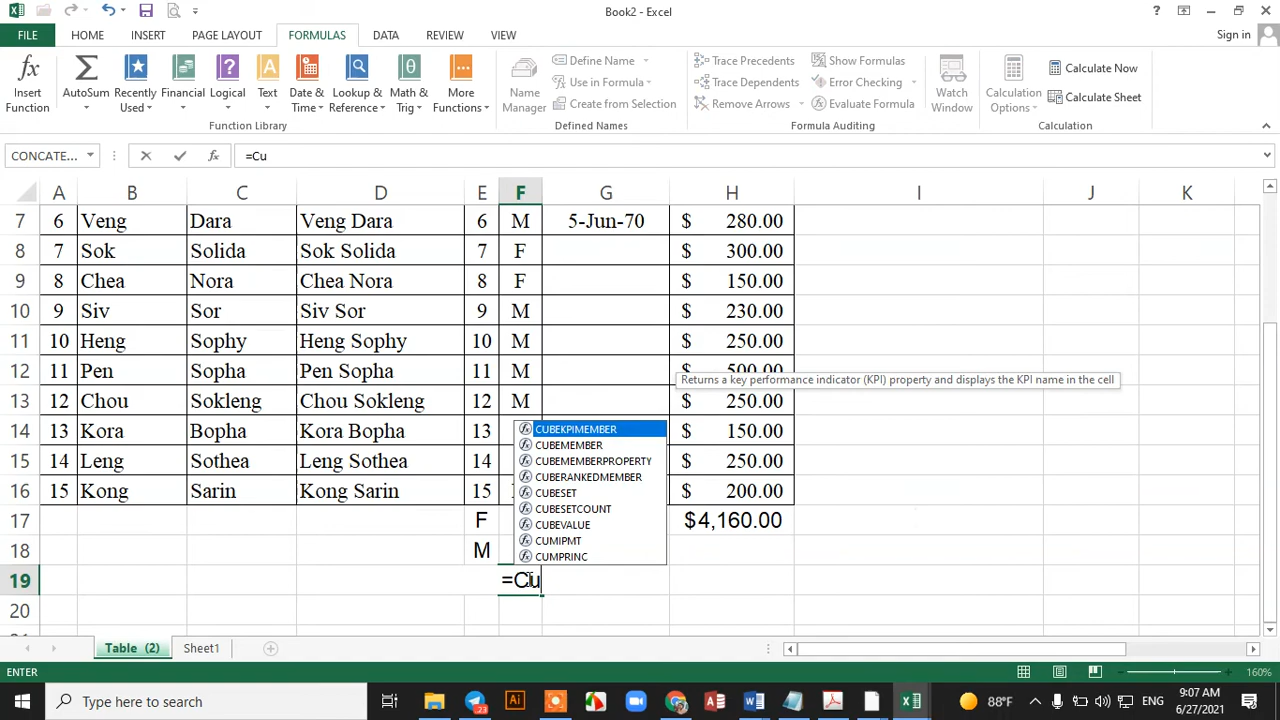 Book2 - Excel
FILE HOME INSERT PAGE LAYOUT FORMULAS DATA REVIEW VIEW Sign in
Insert Function
AutoSum
Recently Used
Financial
Logical
Text
Date & Time
Lookup & Reference
Math & Trig
More Functions
Function Library
Name Manager
Define Name
Use in Formula
Create from Selection
Defined Names
Trace Precedents
Trace Dependents
Remove Arrows
Show Formulas
Error Checking
Evaluate Formula
Formula Auditing
Watch Window
Calculation Options
Calculate Now
Calculate Sheet
Calculation
CONCATE... =Cu
A B C D E F G H I J K
7 6 Veng Dara Veng Dara 6 M 5-Jun-70 $ 280.00
8 7 Sok Solida Sok Solida 7 F $ 300.00
9 8 Chea Nora Chea Nora 8 F $ 150.00
10 9 Siv Sor Siv Sor 9 M $ 230.00
11 10 Heng Sophy Heng Sophy 10 M $ 250.00
12 11 Pen Sopha Pen Sopha 11 M $ 500.00
Returns a key performance indicator (KPI) property and displays the KPI name in the cell
13 12 Chou Sokleng Chou Sokleng 12 M $ 250.00
14 13 Kora Bopha Kora Bopha 13 $ 150.00
15 14 Leng Sothea Leng Sothea 14 $ 250.00
16 15 Kong Sarin Kong Sarin 15 $ 200.00
17 F $4,160.00
18 M
19 =Cu
20
CUBEKPIMEMBER
CUBEMEMBER
CUBEMEMBERPROPERTY
CUBERANKEDMEMBER
CUBESET
CUBESETCOUNT
CUBEVALUE
CUMIPMT
CUMPRINC
Table (2) Sheet1
ENTER 160%
Type here to search
23
88°F ENG 9:07 AM
6/27/2021